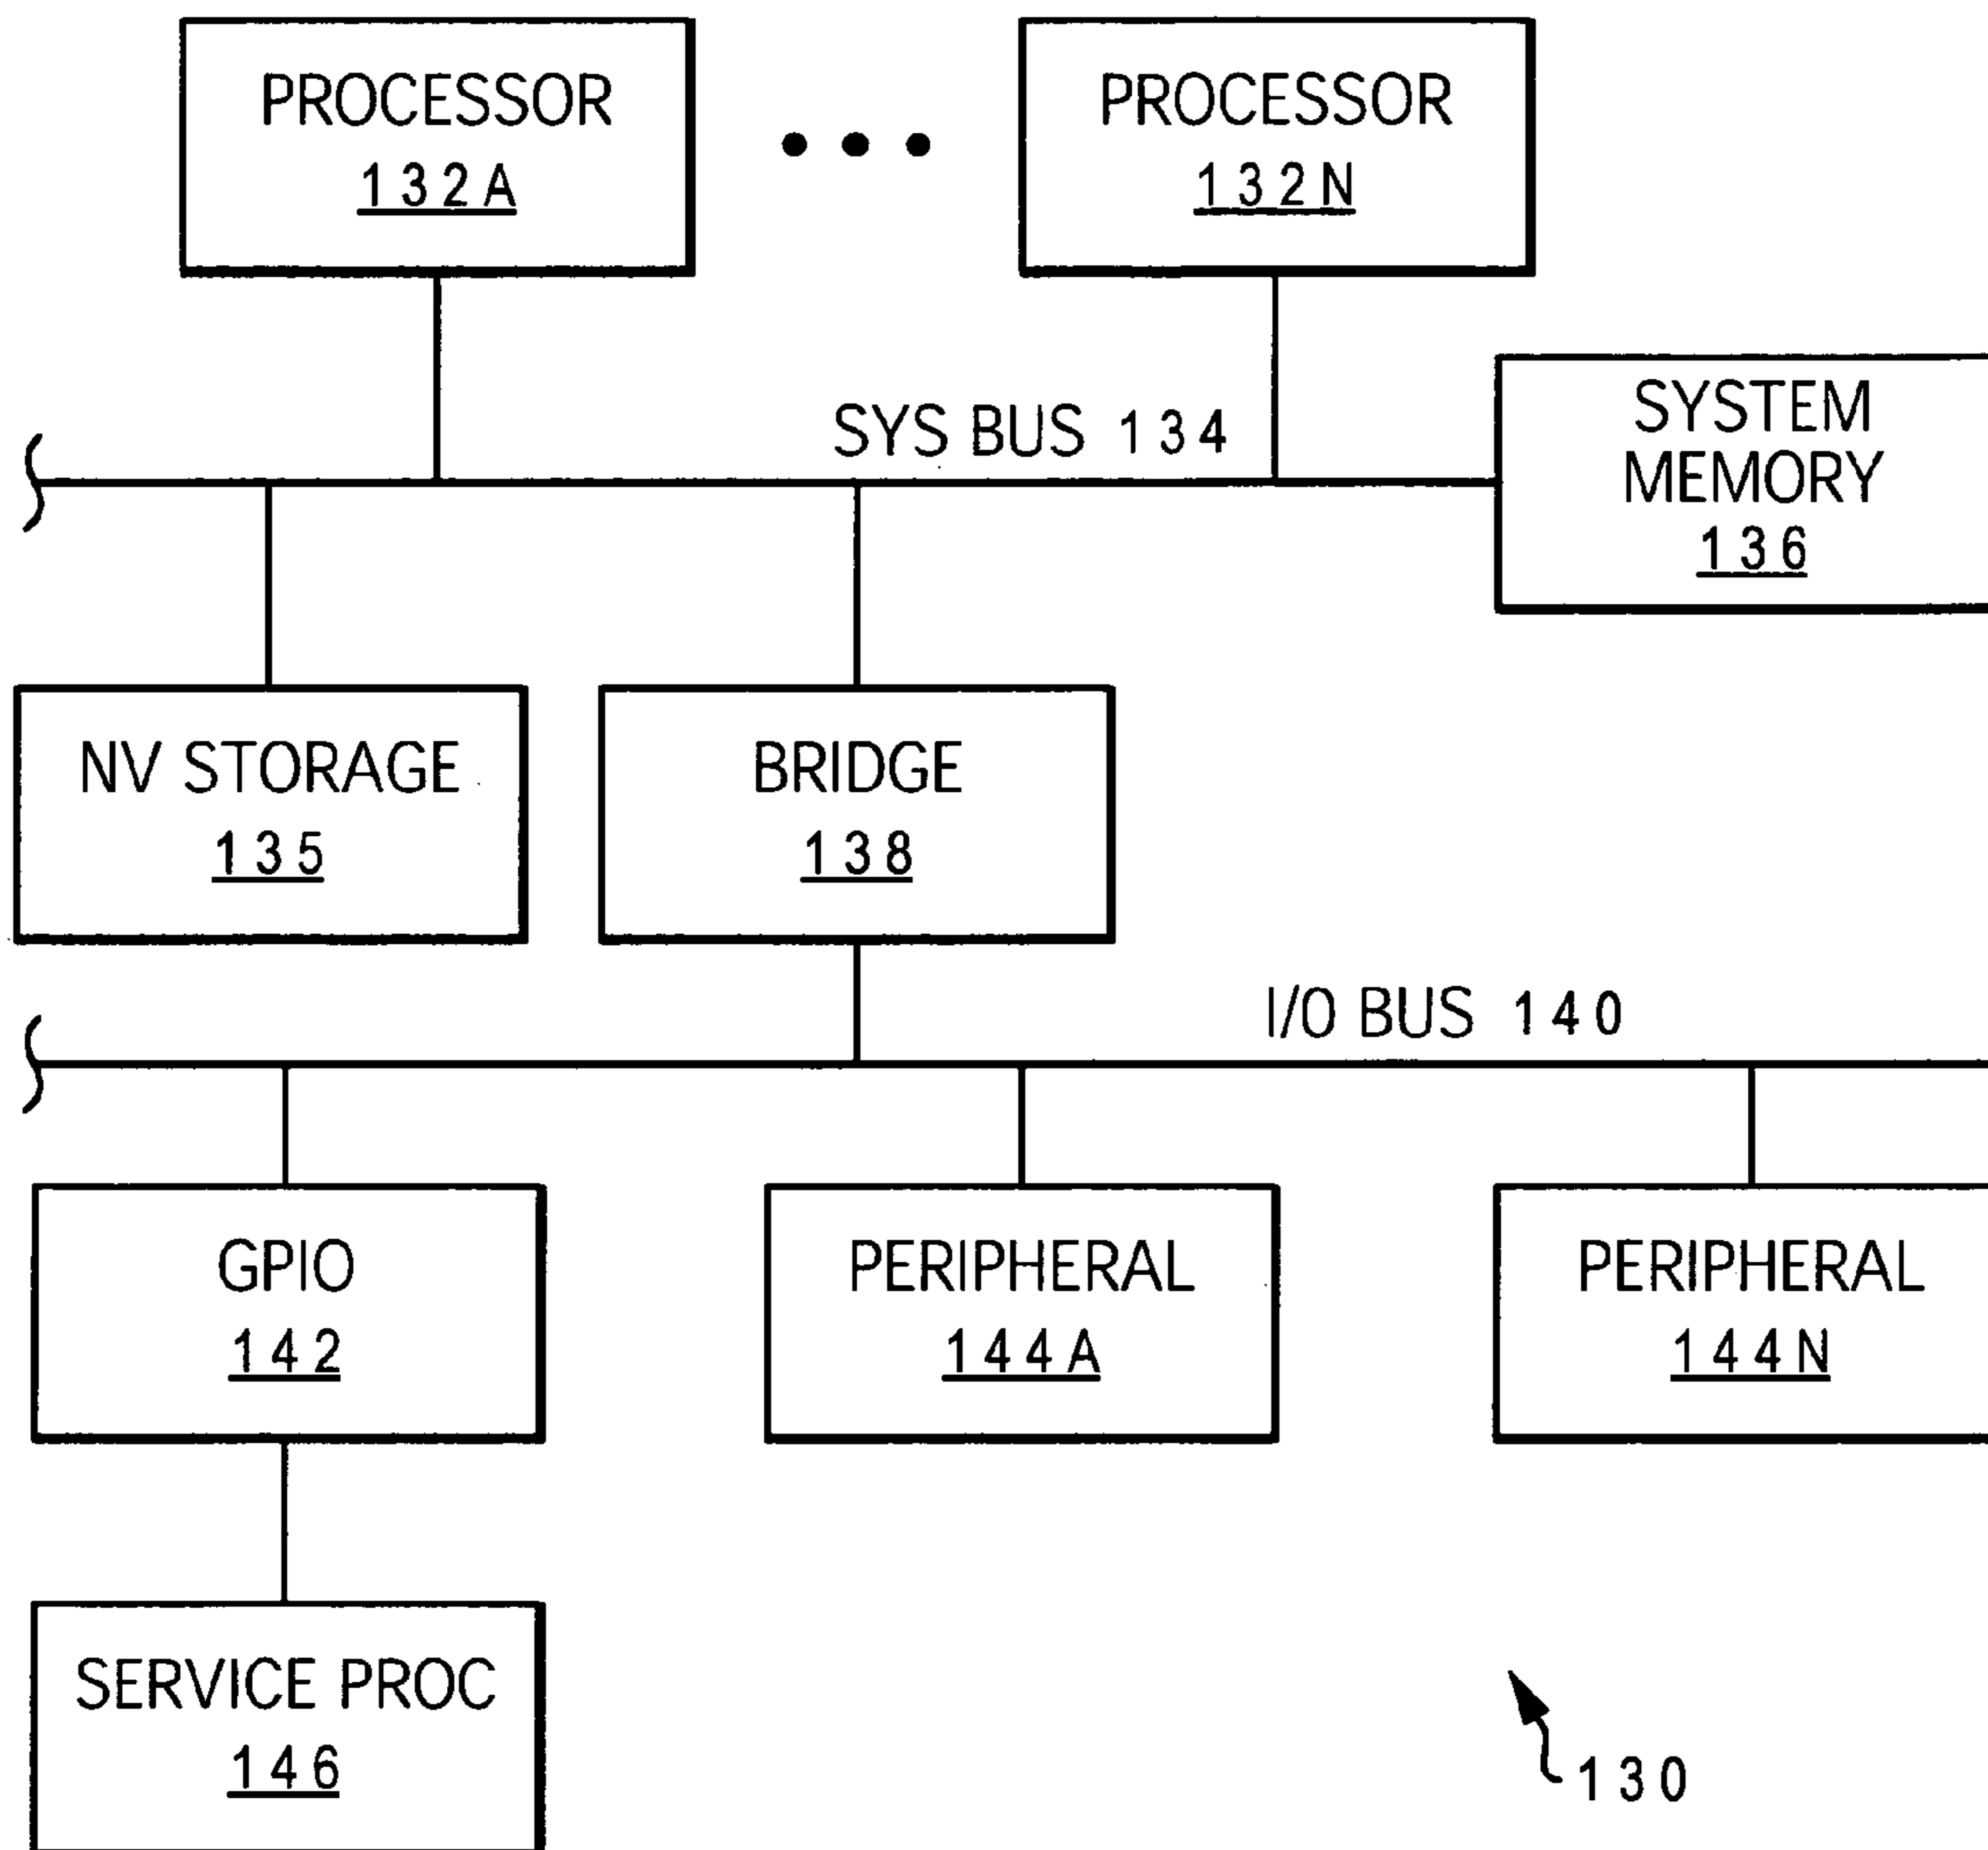 PROCESSOR
132A
PROCESSOR
132N
SYS BUS 134
SYSTEM
MEMORY
136
NV STORAGE
135
BRIDGE
138
I/O BUS 140
GPIO
142
PERIPHERAL
144A
PERIPHERAL
144N
SERVICE PROC
146
130